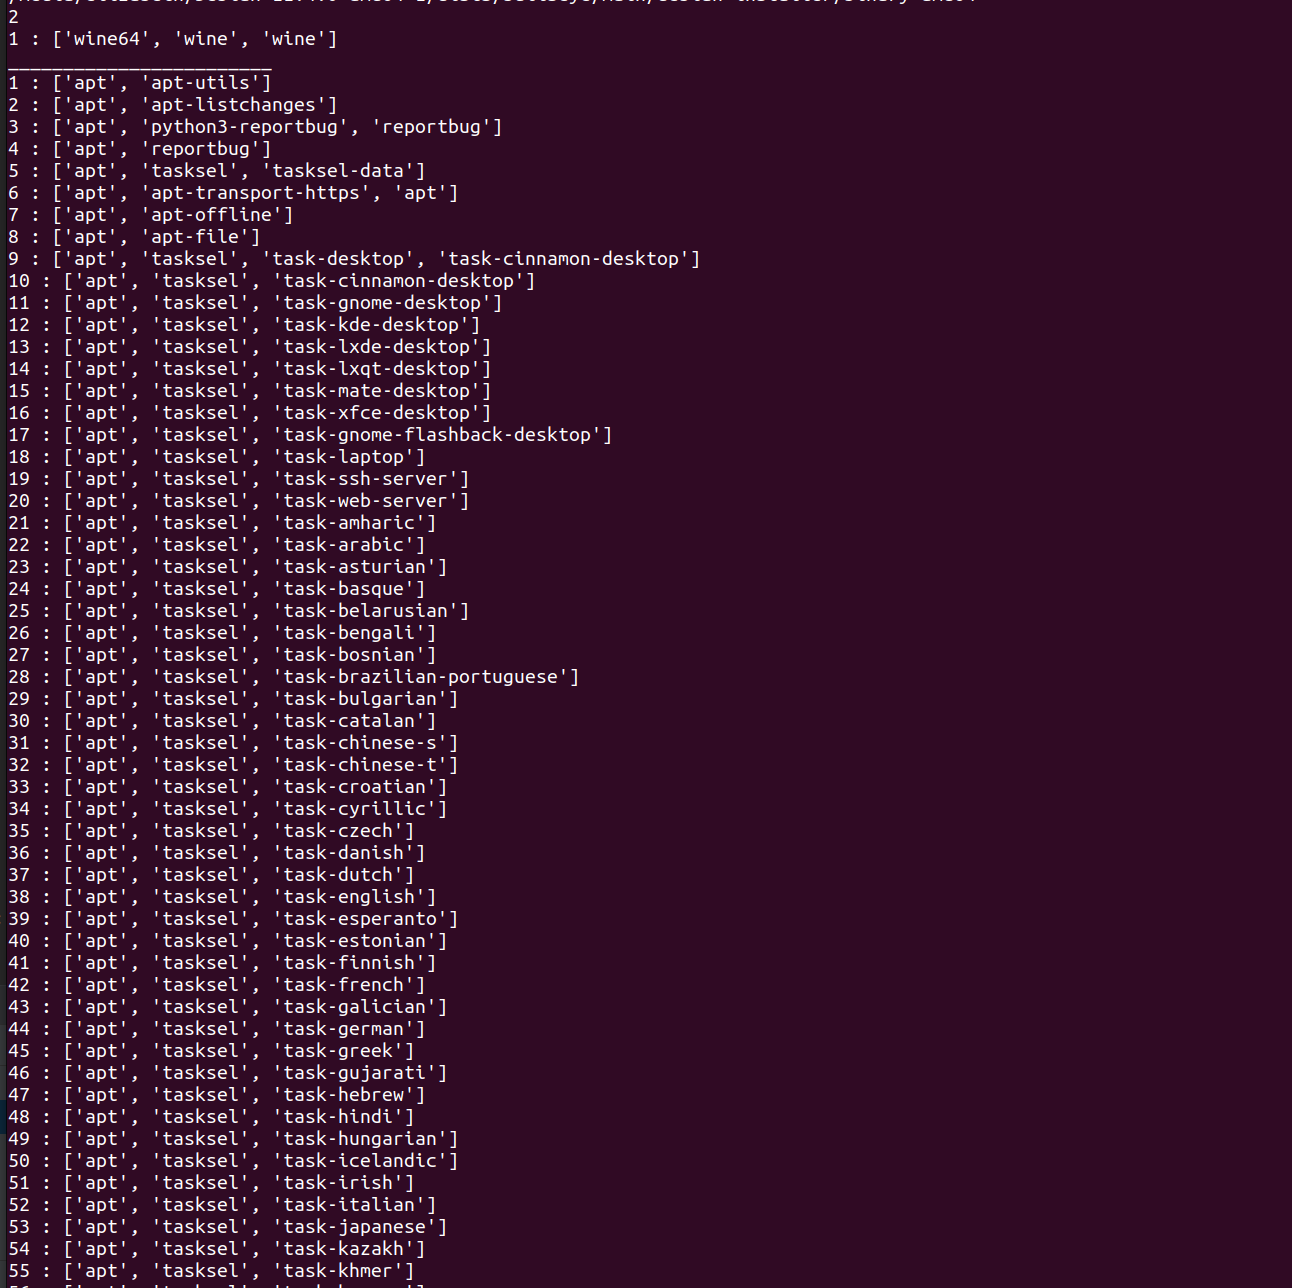 2
1 : ['wine64', 'wine', 'wine']
________________________
1 : ['apt', 'apt-utils']
2 : ['apt', 'apt-listchanges']
3 : ['apt', 'python3-reportbug', 'reportbug']
4 : ['apt', 'reportbug']
5 : ['apt', 'tasksel', 'tasksel-data']
6 : ['apt', 'apt-transport-https', 'apt']
7 : ['apt', 'apt-offline']
8 : ['apt', 'apt-file']
9 : ['apt', 'tasksel', 'task-desktop', 'task-cinnamon-desktop']
10 : ['apt', 'tasksel', 'task-cinnamon-desktop']
11 : ['apt', 'tasksel', 'task-gnome-desktop']
12 : ['apt', 'tasksel', 'task-kde-desktop']
13 : ['apt', 'tasksel', 'task-lxde-desktop']
14 : ['apt', 'tasksel', 'task-lxqt-desktop']
15 : ['apt', 'tasksel', 'task-mate-desktop']
16 : ['apt', 'tasksel', 'task-xfce-desktop']
17 : ['apt', 'tasksel', 'task-gnome-flashback-desktop']
18 : ['apt', 'tasksel', 'task-laptop']
19 : ['apt', 'tasksel', 'task-ssh-server']
20 : ['apt', 'tasksel', 'task-web-server']
21 : ['apt', 'tasksel', 'task-amharic']
22 : ['apt', 'tasksel', 'task-arabic']
23 : ['apt', 'tasksel', 'task-asturian']
24 : ['apt', 'tasksel', 'task-basque']
25 : ['apt', 'tasksel', 'task-belarusian']
26 : ['apt', 'tasksel', 'task-bengali']
27 : ['apt', 'tasksel', 'task-bosnian']
28 : ['apt', 'tasksel', 'task-brazilian-portuguese']
29 : ['apt', 'tasksel', 'task-bulgarian']
30 : ['apt', 'tasksel', 'task-catalan']
31 : ['apt', 'tasksel', 'task-chinese-s']
32 : ['apt', 'tasksel', 'task-chinese-t']
33 : ['apt', 'tasksel', 'task-croatian']
34 : ['apt', 'tasksel', 'task-cyrillic']
35 : ['apt', 'tasksel', 'task-czech']
36 : ['apt', 'tasksel', 'task-danish']
37 : ['apt', 'tasksel', 'task-dutch']
38 : ['apt', 'tasksel', 'task-english']
39 : ['apt', 'tasksel', 'task-esperanto']
40 : ['apt', 'tasksel', 'task-estonian']
41 : ['apt', 'tasksel', 'task-finnish']
42 : ['apt', 'tasksel', 'task-french']
43 : ['apt', 'tasksel', 'task-galician']
44 : ['apt', 'tasksel', 'task-german']
45 : ['apt', 'tasksel', 'task-greek']
46 : ['apt', 'tasksel', 'task-gujarati']
47 : ['apt', 'tasksel', 'task-hebrew']
48 : ['apt', 'tasksel', 'task-hindi']
49 : ['apt', 'tasksel', 'task-hungarian']
50 : ['apt', 'tasksel', 'task-icelandic']
51 : ['apt', 'tasksel', 'task-irish']
52 : ['apt', 'tasksel', 'task-italian']
53 : ['apt', 'tasksel', 'task-japanese']
54 : ['apt', 'tasksel', 'task-kazakh']
55 : ['apt', 'tasksel', 'task-khmer']